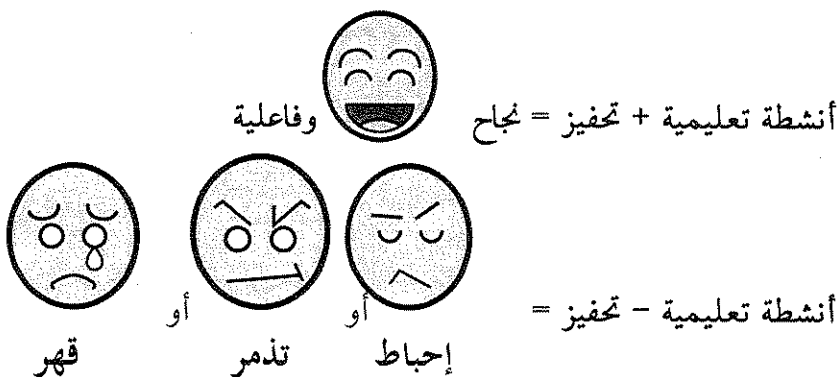 أنشطة تعليمية + تحفيز = نجاح وفاعلية
أنشطة تعليمية - تحفيز = أو أو
إحباط تذمر قهر